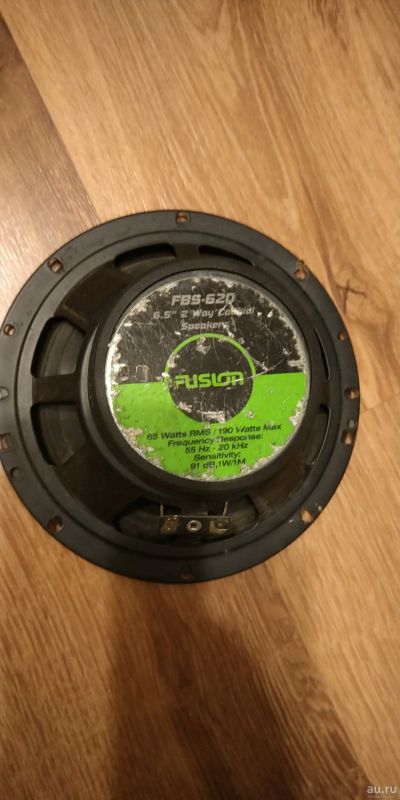 FBS-620
6.5" 2 Way Coaxial
Speakers
FUSION
65 Watts RMS / 190 Watts Max
Frequency Response:
55 Hz - 20 kHz
Sensitivity:
91 dB,1W/1M
au.ru